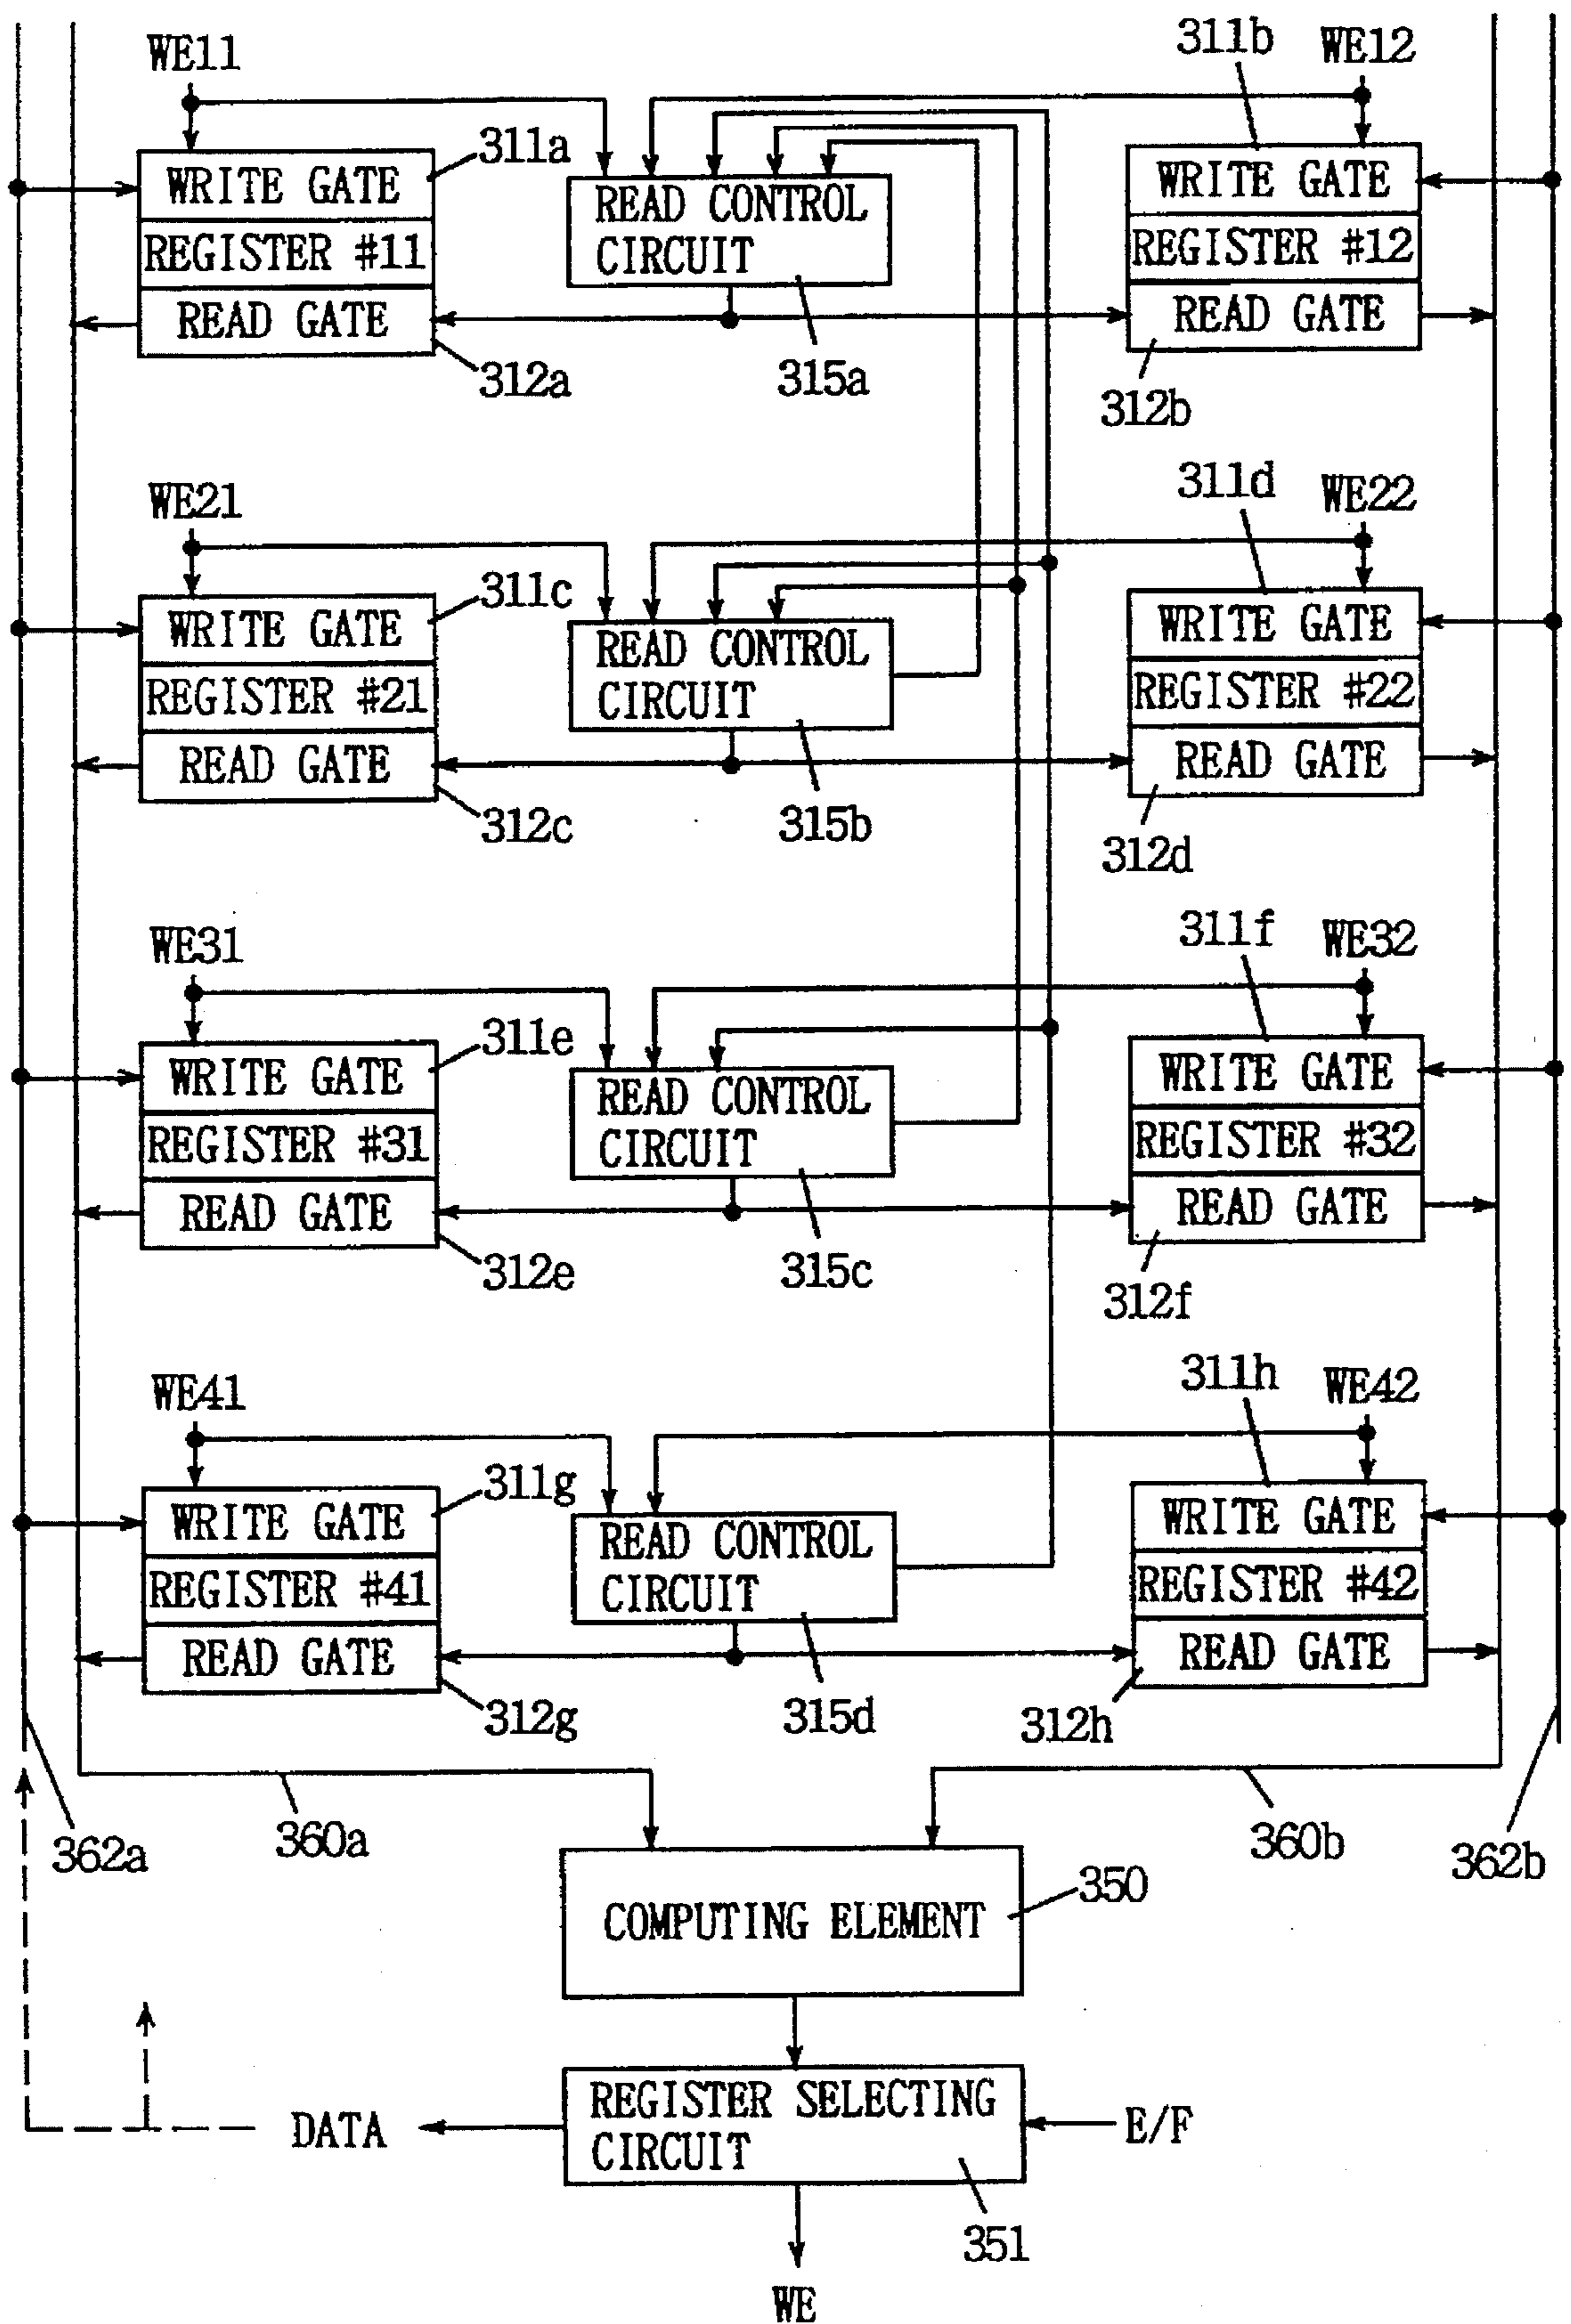 WE11
311b
WE12
WRITE GATE
311a
READ CONTROL
CIRCUIT
WRITE GATE
REGISTER #11
REGISTER #12
READ GATE
READ GATE
312a
315a
312b
WE21
311d
WE22
WRITE GATE
311c
READ CONTROL
CIRCUIT
WRITE GATE
REGISTER #21
REGISTER #22
READ GATE
READ GATE
312c
315b
312d
WE31
311f
WE32
WRITE GATE
311e
READ CONTROL
CIRCUIT
WRITE GATE
REGISTER #31
REGISTER #32
READ GATE
READ GATE
312e
315c
312f
WE41
311h
WE42
WRITE GATE
311g
READ CONTROL
CIRCUIT
WRITE GATE
REGISTER #41
REGISTER #42
READ GATE
READ GATE
312g
315d
312h
362a
360a
360b
362b
COMPUTING ELEMENT
350
REGISTER SELECTING
CIRCUIT
DATA
E/F
351
WE